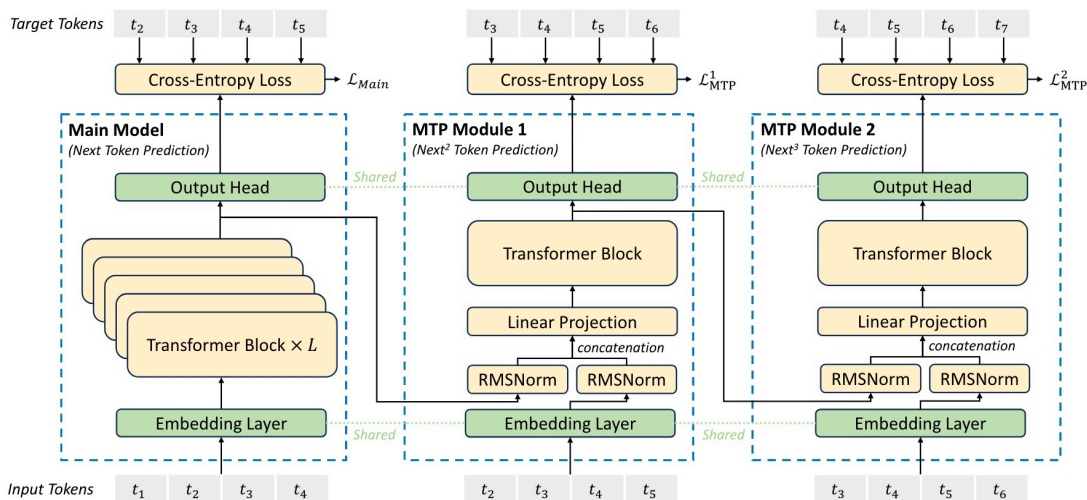 Target Tokens t₂ t₃ t₄ t₅ t₃ t₄ t₅ t₆ t₄ t₅ t₆ t₇
Cross-Entropy Loss ℒ_Main Cross-Entropy Loss ℒ¹_MTP Cross-Entropy Loss ℒ²_MTP
Main Model MTP Module 1 MTP Module 2
(Next Token Prediction) (Next² Token Prediction) (Next³ Token Prediction)
Output Head Shared Output Head Shared Output Head
Transformer Block Transformer Block
Linear Projection Linear Projection
Transformer Block × L concatenation concatenation
RMSNorm RMSNorm RMSNorm RMSNorm
Embedding Layer Shared Embedding Layer Shared Embedding Layer
Input Tokens t₁ t₂ t₃ t₄ t₂ t₃ t₄ t₅ t₃ t₄ t₅ t₆